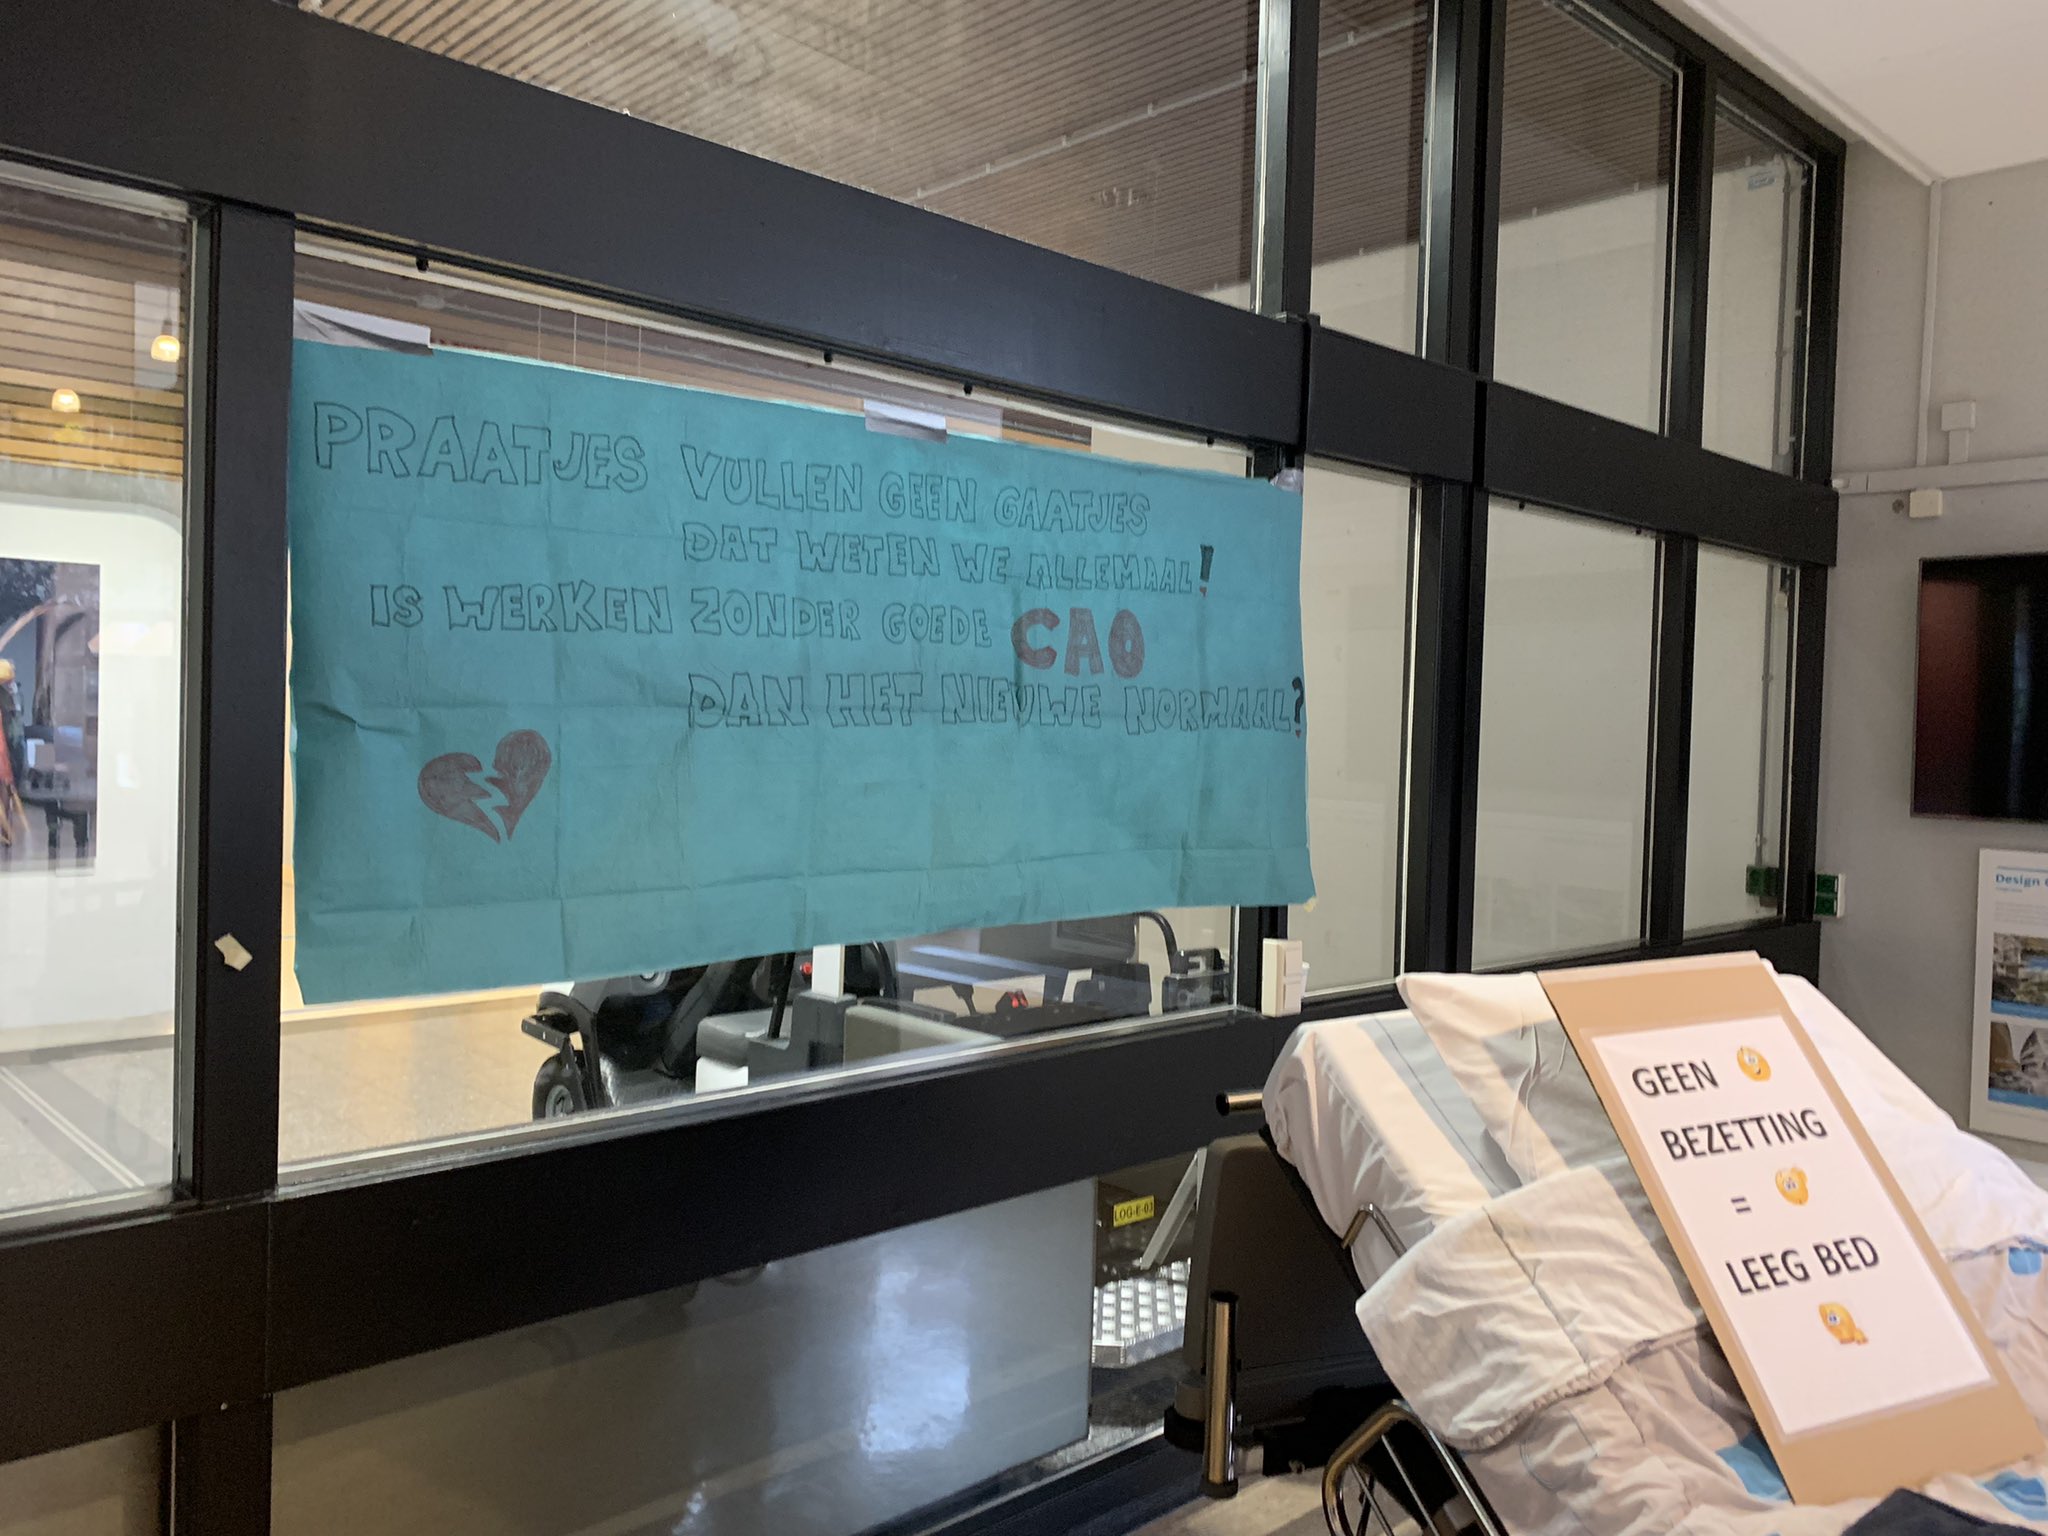 PRAATJES VULLEN GEEN GAATJES
DAT WETEN WE ALLEMAAL!
IS WERKEN ZONDER GOEDE CAO
DAN HET NIEUWE NORMAAL?
GEEN
BEZETTING
=
LEEG BED
LOG-E-03
Design